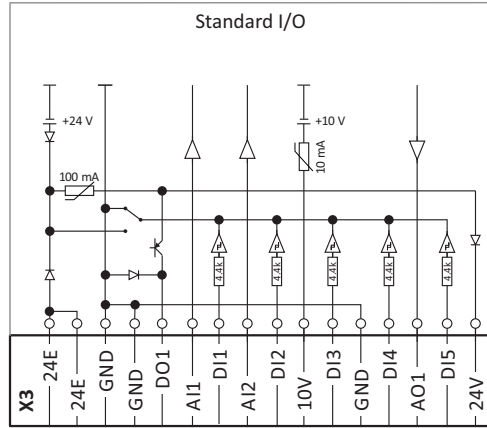 Standard I/O
+24 V
+10 V
100 mA
10 mA
4.4k
4.4k
4.4k
4.4k
4.4k
X3
24E
24E
GND
GND
DO1
AI1
AI2
DI1
DI2
10V
DI3
GND
DI4
AO1
DI5
24V